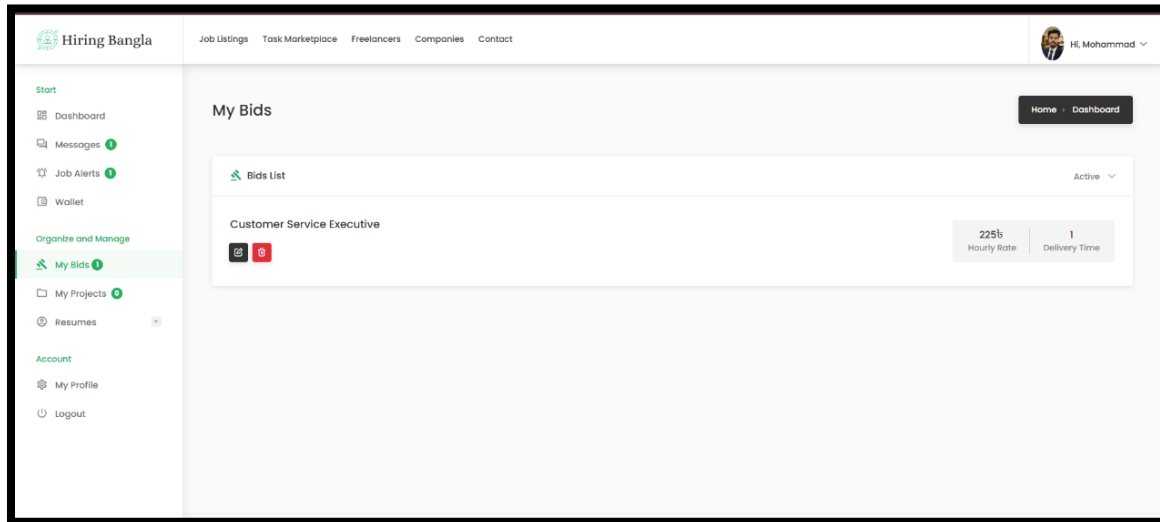 Hiring Bangla
Job Listings Task Marketplace Freelancers Companies Contact
Hi, Mohammad
Start
Dashboard
Messages 1
Job Alerts 1
Wallet
Organize and Manage
My Bids 1
My Projects 0
Resumes
Account
My Profile
Logout
My Bids
Home › Dashboard
Bids List
Active
Customer Service Executive
225৳ 1
Hourly Rate Delivery Time